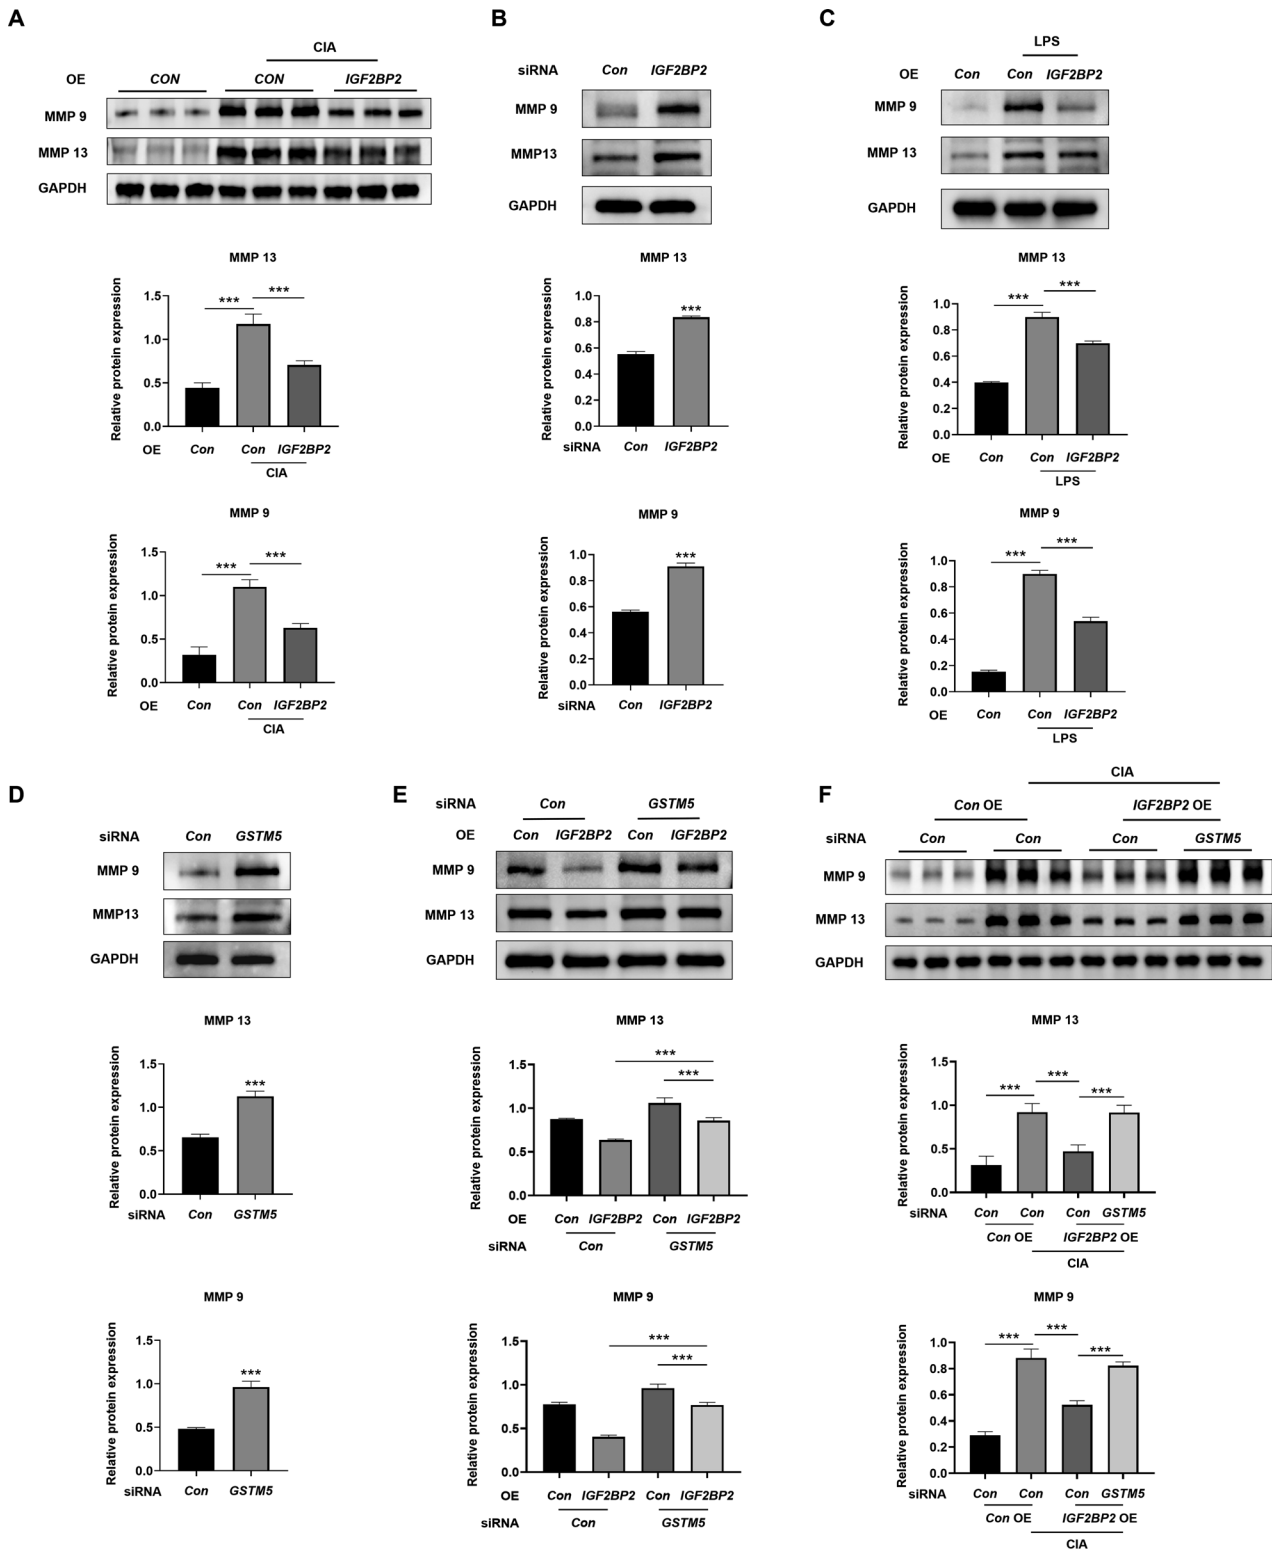 A
CIA
OE CON CON IGF2BP2
MMP 9
MMP 13
GAPDH
MMP 13
Relative protein expression
1.5
1.0
0.5
0.0
*** ***
OE Con Con IGF2BP2
CIA
MMP 9
Relative protein expression
1.5
1.0
0.5
0.0
*** ***
OE Con Con IGF2BP2
CIA
B
siRNA Con IGF2BP2
MMP 9
MMP13
GAPDH
MMP 13
Relative protein expression
1.0
0.8
0.6
0.4
0.2
0.0
***
siRNA Con IGF2BP2
MMP 9
Relative protein expression
1.0
0.8
0.6
0.4
0.2
0.0
***
siRNA Con IGF2BP2
C
LPS
OE Con Con IGF2BP2
MMP 9
MMP 13
GAPDH
MMP 13
Relative protein expression
1.0
0.8
0.6
0.4
0.2
0.0
*** ***
OE Con Con IGF2BP2
LPS
MMP 9
Relative protein expression
1.0
0.8
0.6
0.4
0.2
0.0
*** ***
OE Con Con IGF2BP2
LPS
D
siRNA Con GSTM5
MMP 9
MMP13
GAPDH
MMP 13
Relative protein expression
1.5
1.0
0.5
0.0
***
siRNA Con GSTM5
MMP 9
Relative protein expression
1.5
1.0
0.5
0.0
***
siRNA Con GSTM5
E
siRNA Con GSTM5
OE Con IGF2BP2 Con IGF2BP2
MMP 9
MMP 13
GAPDH
MMP 13
Relative protein expression
1.5
1.0
0.5
0.0
***
***
OE Con IGF2BP2 Con IGF2BP2
siRNA Con GSTM5
MMP 9
Relative protein expression
1.5
1.0
0.5
0.0
***
***
OE Con IGF2BP2 Con IGF2BP2
siRNA Con GSTM5
F
CIA
Con OE IGF2BP2 OE
siRNA Con Con Con GSTM5
MMP 9
MMP 13
GAPDH
MMP 13
Relative protein expression
1.5
1.0
0.5
0.0
*** *** ***
siRNA Con Con Con GSTM5
Con OE IGF2BP2 OE
CIA
MMP 9
Relative protein expression
1.0
0.8
0.6
0.4
0.2
0.0
*** *** ***
siRNA Con Con Con GSTM5
Con OE IGF2BP2 OE
CIA